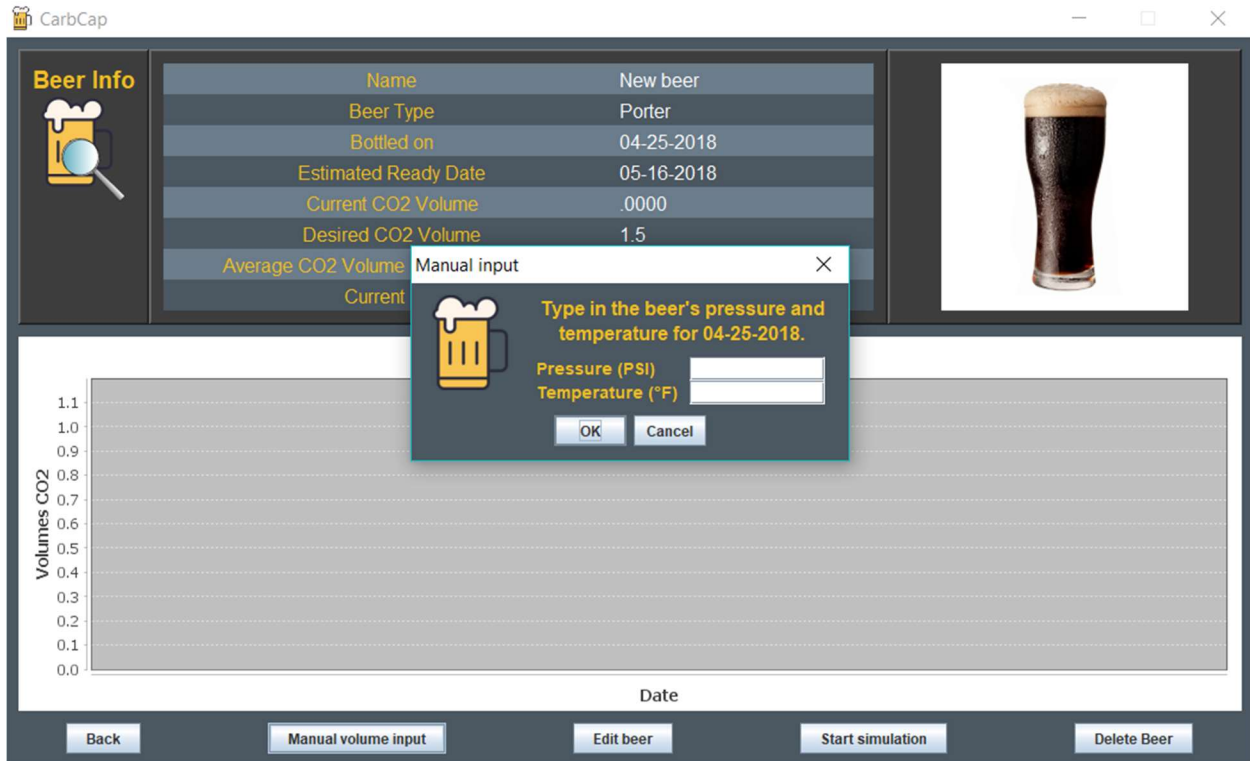 CarbCap
Beer Info
Name New beer
Beer Type Porter
Bottled on 04-25-2018
Estimated Ready Date 05-16-2018
Current CO2 Volume .0000
Desired CO2 Volume 1.5
Average CO2 Volume
Current
Manual input
Type in the beer's pressure and
temperature for 04-25-2018.
Pressure (PSI)
Temperature (°F)
OK Cancel
1.1
1.0
0.9
0.8
0.7
0.6
0.5
0.4
0.3
0.2
0.1
0.0
Volumes CO2
Date
Back Manual volume input Edit beer Start simulation Delete Beer